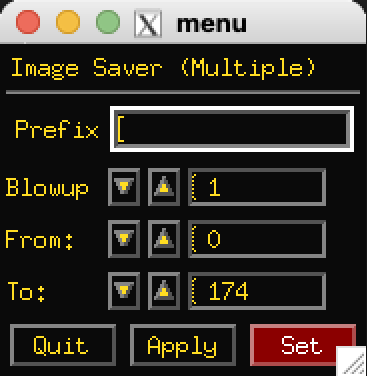 menu
Image Saver (Multiple)
Prefix
Blowup 1
From: 0
To: 174
Quit Apply Set